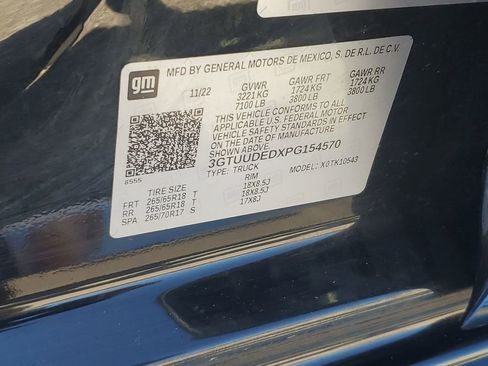 gm
MFD BY GENERAL MOTORS DE MEXICO, S. DE R.L. DE C.V.
11/22 GVWR GAWR FRT GAWR RR
3221 KG 1724 KG 1724 KG
7100 LB 3800 LB 3800 LB
THIS VEHICLE CONFORMS TO ALL
APPLICABLE U.S. FEDERAL MOTOR
VEHICLE SAFETY STANDARDS IN EFFECT
ON THE DATE OF MANUFACTURE
SHOWN ABOVE.
3GTUUDEDXPG154570
TYPE: TRUCK MODEL: X0TK10543
8555
TIRE SIZE RIM
FRT 265/65R18 T 18X8.5J
RR 265/65R18 T 18X8.5J
SPA 265/70R17 S 17X8J